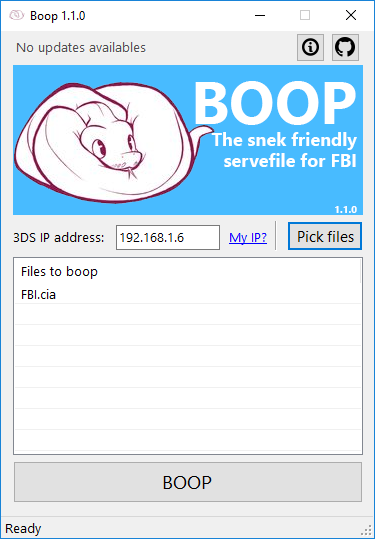 Boop 1.1.0
No updates availables
BOOP
The snek friendly
servefile for FBI
1.1.0
3DS IP address: 192.168.1.6 My IP? Pick files
Files to boop
FBI.cia
BOOP
Ready